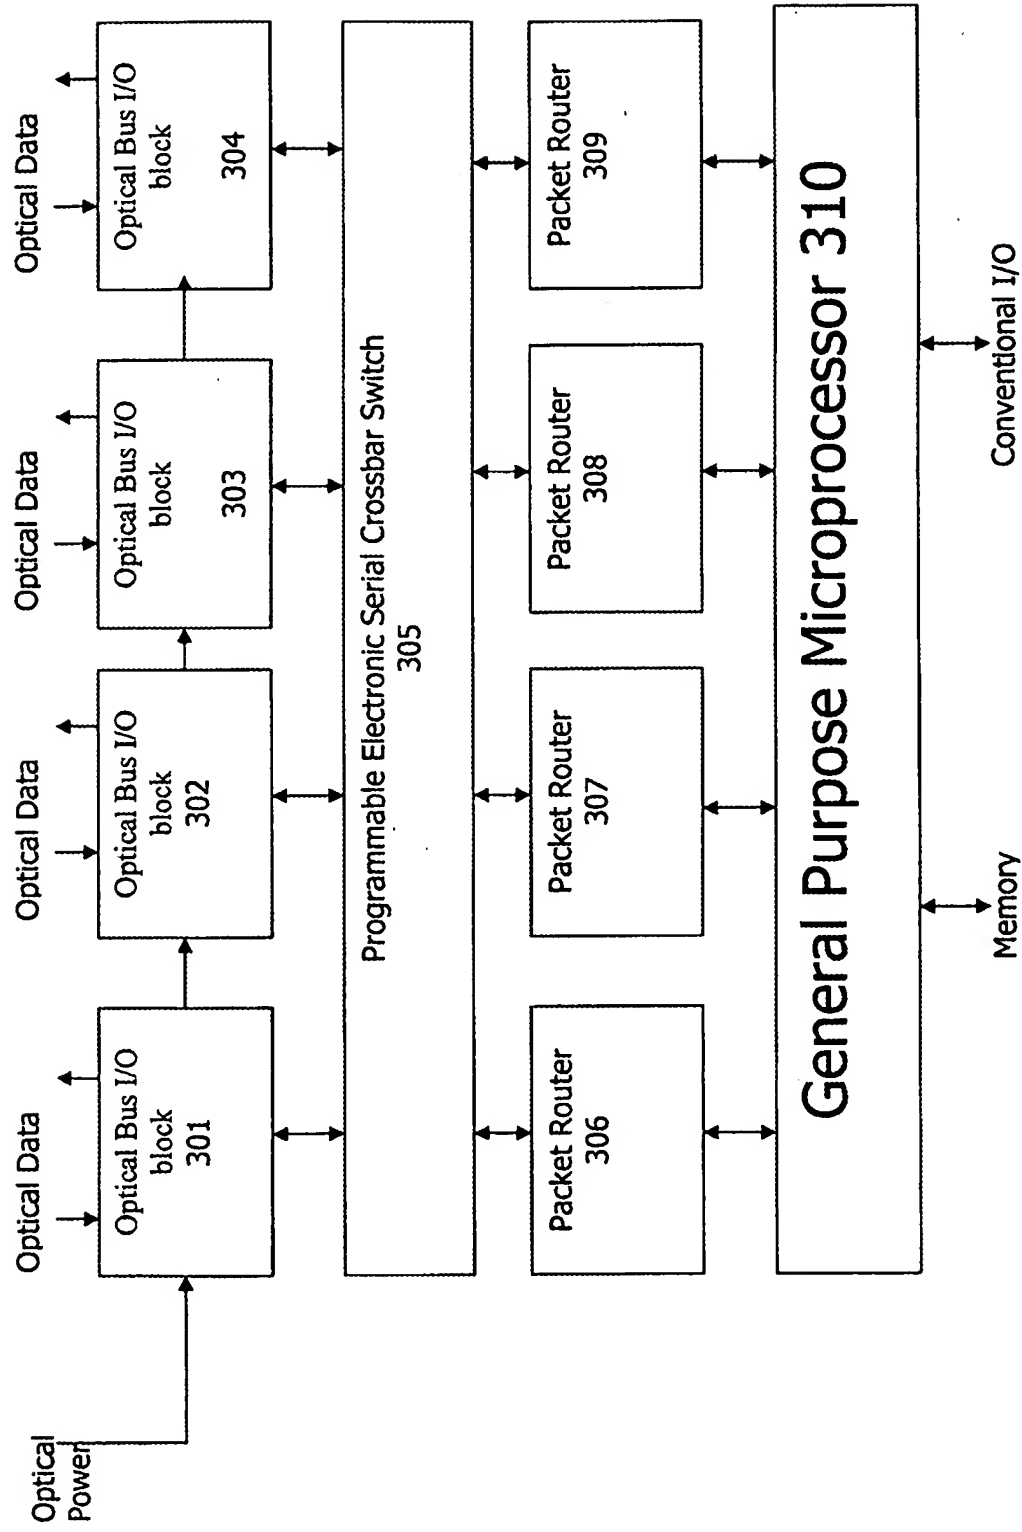 Optical
Power
Optical Data
Optical Data
Optical Data
Optical Data
Optical Bus I/O
block
301
Optical Bus I/O
block
302
Optical Bus I/O
block
303
Optical Bus I/O
block
304
Programmable Electronic Serial Crossbar Switch
305
Packet Router
306
Packet Router
307
Packet Router
308
Packet Router
309
General Purpose Microprocessor 310
Memory
Conventional I/O